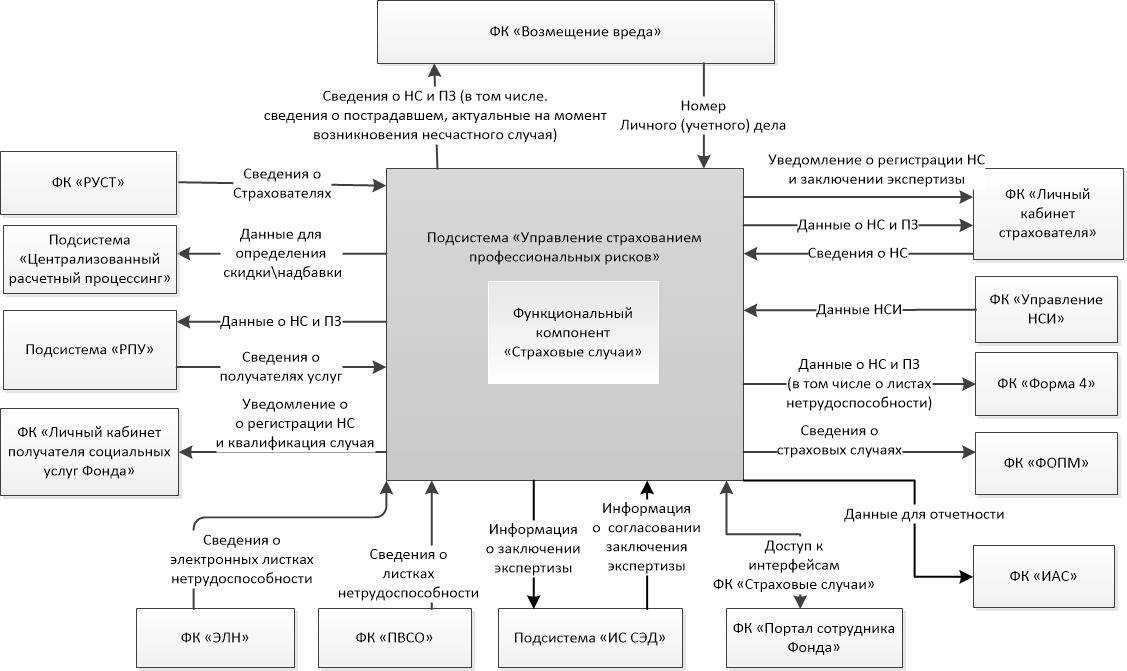 ФК «Возмещение вреда»
Сведения о НС и ПЗ (в том числе.
сведения о пострадавшем, актуальные на момент
возникновения несчастного случая)
Номер
Личного (учетного) дела
ФК «РУСТ»
Сведения о
Страхователях
Подсистема
«Централизованный
расчетный процессинг»
Данные для
определения
скидки\надбавки
Подсистема «РПУ»
Данные о НС и ПЗ
Сведения о
получателях услуг
ФК «Личный кабинет
получателя социальных
услуг Фонда»
Уведомление о
о регистрации НС
и квалификация случая
Подсистема «Управление страхованием
профессиональных рисков»
Функциональный
компонент
«Страховые случаи»
Уведомление о регистрации НС
и заключении экспертизы
Данные о НС и ПЗ
Сведения о НС
ФК «Личный
кабинет
страхователя»
Данные НСИ
ФК «Управление
НСИ»
Данные о НС и ПЗ
(в том числе о листах
нетрудоспособности)
ФК «Форма 4»
Сведения о
страховых случаях
ФК «ФОПМ»
Данные для отчетности
ФК «ИАС»
Сведения о
электронных листках
нетрудоспособности
ФК «ЭЛН»
Сведения о
листках
нетрудоспособности
ФК «ПВСО»
Информация
о заключении
экспертизы
Информация
о согласовании
заключения
экспертизы
Подсистема «ИС СЭД»
Доступ к
интерфейсам
ФК «Страховые случаи»
ФК «Портал сотрудника
Фонда»